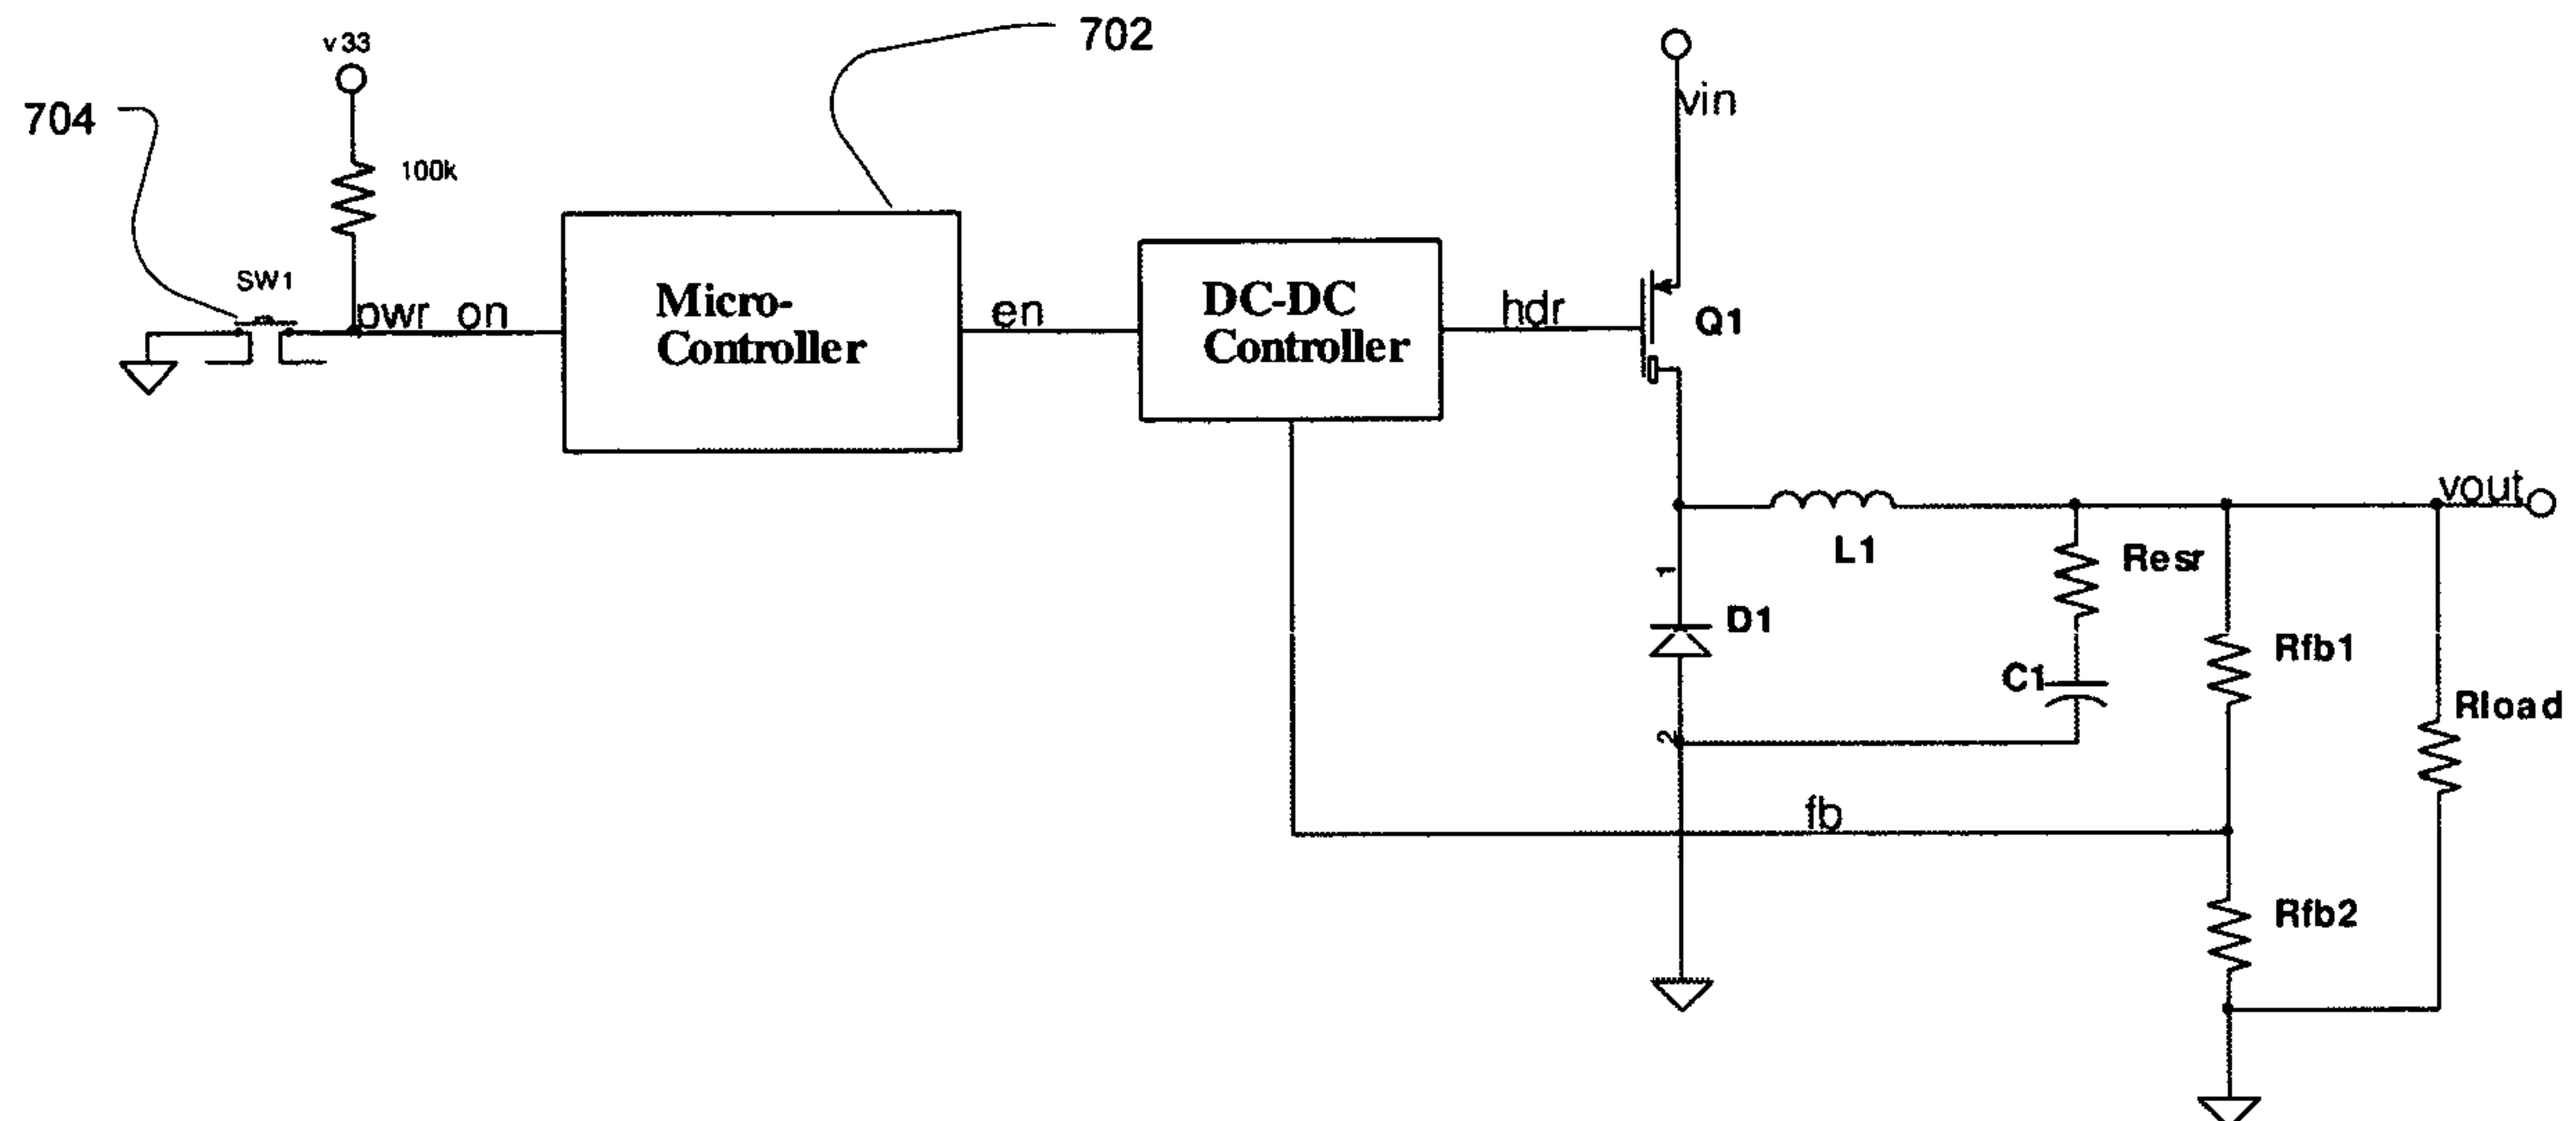 702
v33
704
vin
100k
SW1
pwr_on
Micro-
Controller
en
DC-DC
Controller
hdr
Q1
vout
L1
Resr
1
D1
Rfb1
C1
Rload
2
fb
Rfb2